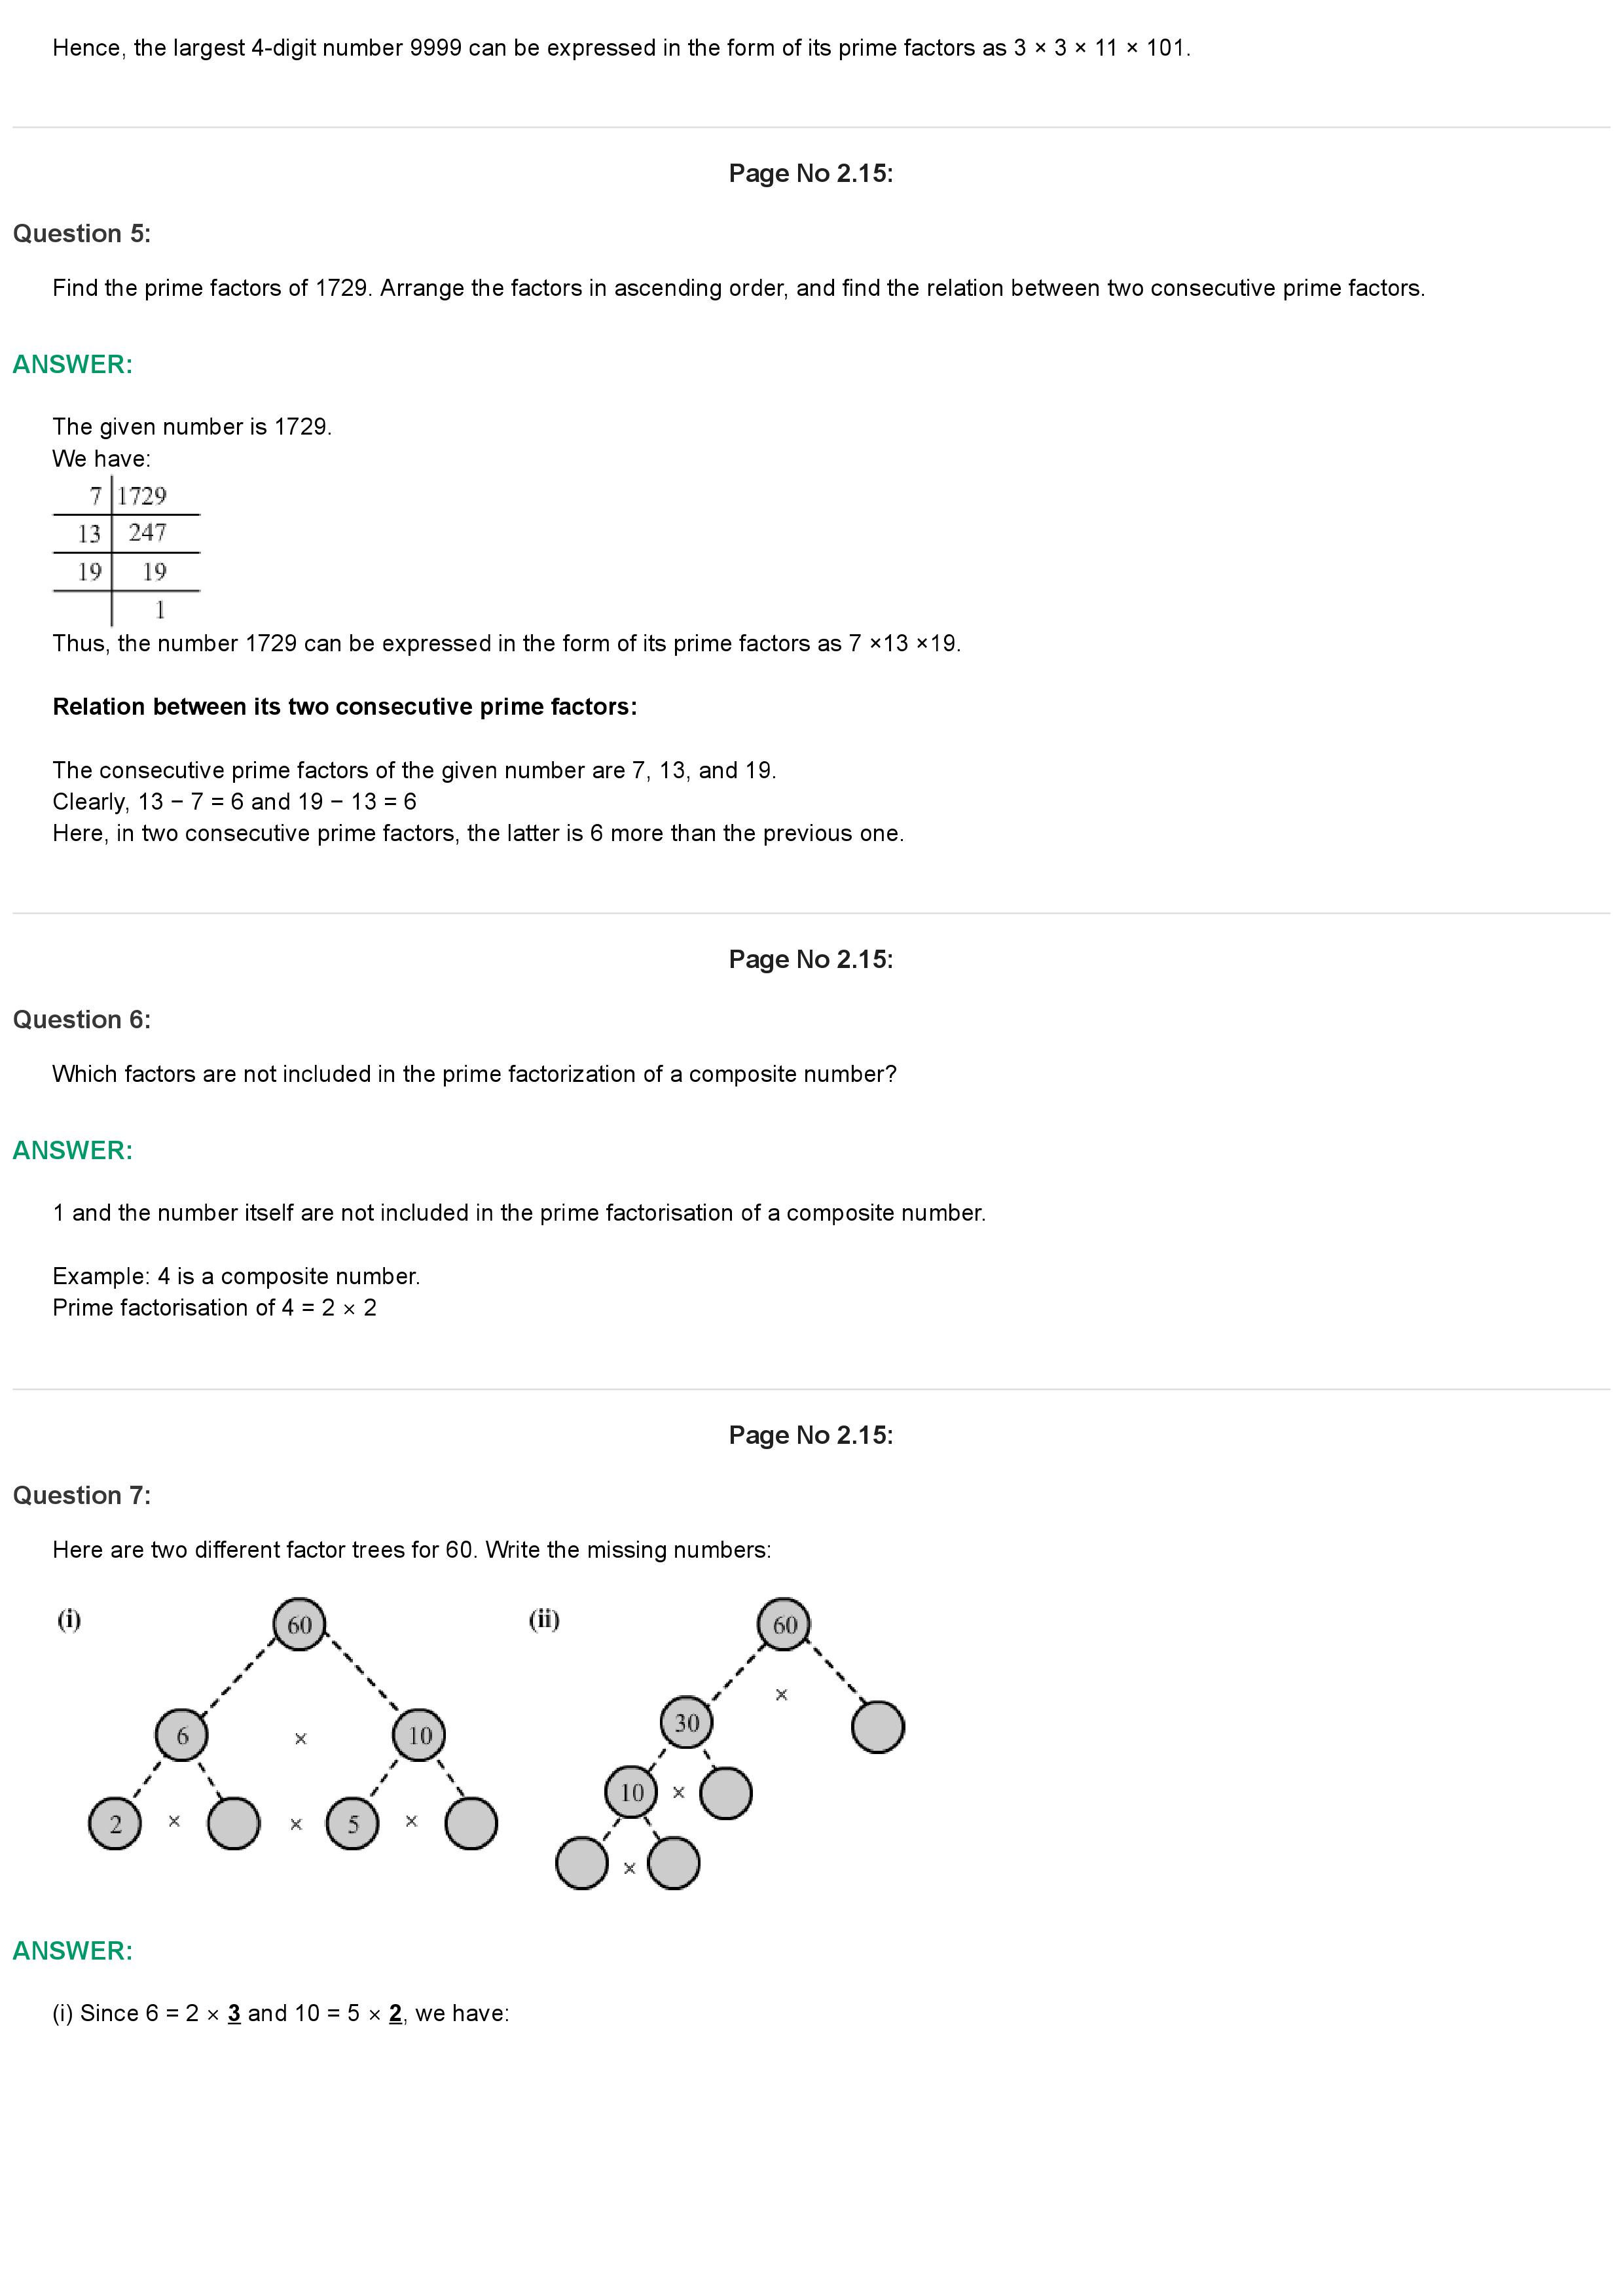 Hence, the largest 4-digit number 9999 can be expressed in the form of its prime factors as 3 × 3 × 11 × 101.
Page No 2.15:
Question 5:
Find the prime factors of 1729. Arrange the factors in ascending order, and find the relation between two consecutive prime factors.
ANSWER:
The given number is 1729.
We have:
7 1729
13 247
19 19
1
Thus, the number 1729 can be expressed in the form of its prime factors as 7 ×13 ×19.
Relation between its two consecutive prime factors:
The consecutive prime factors of the given number are 7, 13, and 19.
Clearly, 13 − 7 = 6 and 19 − 13 = 6
Here, in two consecutive prime factors, the latter is 6 more than the previous one.
Page No 2.15:
Question 6:
Which factors are not included in the prime factorization of a composite number?
ANSWER:
1 and the number itself are not included in the prime factorisation of a composite number.
Example: 4 is a composite number.
Prime factorisation of 4 = 2 × 2
Page No 2.15:
Question 7:
Here are two different factor trees for 60. Write the missing numbers:
(i)
60
6 × 10
2 × × 5 ×
(ii)
60
×
30
10 ×
×
ANSWER:
(i) Since 6 = 2 × 3 and 10 = 5 × 2, we have: